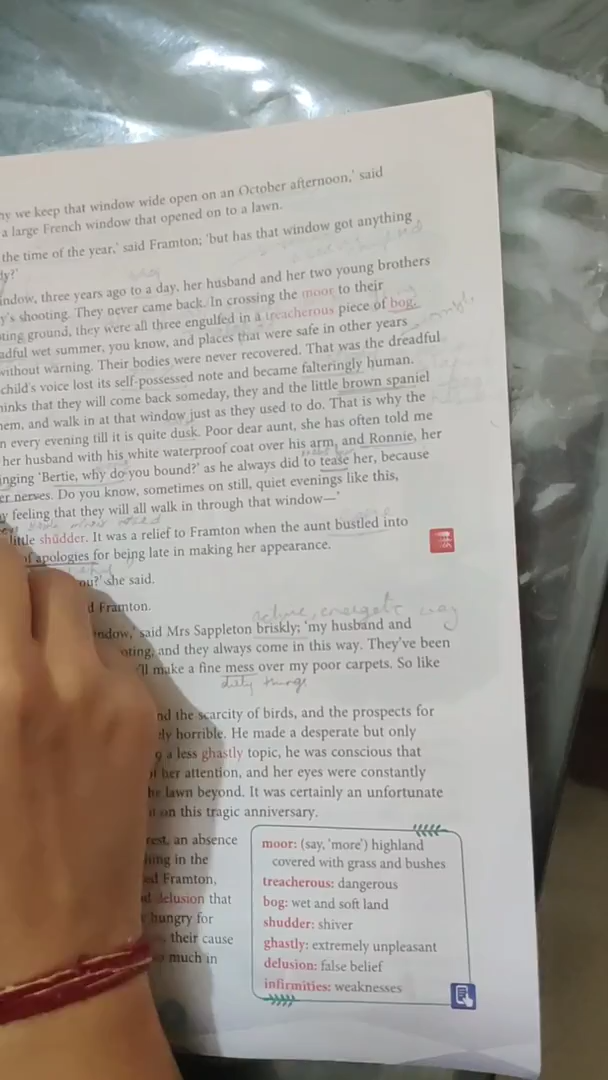 we keep that window wide open on an October afternoon,' said
a large French window that opened on to a lawn.
the time of the year,' said Framton; 'but has that window got anything
indow, three years ago to a day, her husband and her two young brothers
y's shooting. They never came back. In crossing the moor to their
ting ground, they were all three engulfed in a treacherous piece of bog.
adful wet summer, you know, and places that were safe in other years
without warning. Their bodies were never recovered. That was the dreadful
child's voice lost its self-possessed note and became falteringly human.
inks that they will come back someday, they and the little brown spaniel
em, and walk in at that window just as they used to do. That is why the
n every evening till it is quite dusk. Poor dear aunt, she has often told me
her husband with his white waterproof coat over his arm, and Ronnie, her
inging 'Bertie, why do you bound?' as he always did to tease her, because
er nerves. Do you know, sometimes on still, quiet evenings like this,
y feeling that they will all walk in through that window—'
little shudder. It was a relief to Framton when the aunt bustled into
of apologies for being late in making her appearance.
ou?' she said.
d Framton.
active, energetic way
indow,' said Mrs Sappleton briskly; 'my husband and
oting, and they always come in this way. They've been
'll make a fine mess over my poor carpets. So like
dirty things
nd the scarcity of birds, and the prospects for
ly horrible. He made a desperate but only
a less ghastly topic, he was conscious that
her attention, and her eyes were constantly
he lawn beyond. It was certainly an unfortunate
it on this tragic anniversary.
rest, an absence
hing in the
ed Framton,
delusion that
hungry for
their cause
much in
moor: (say, 'more') highland
covered with grass and bushes
treacherous: dangerous
bog: wet and soft land
shudder: shiver
ghastly: extremely unpleasant
delusion: false belief
infirmities: weaknesses